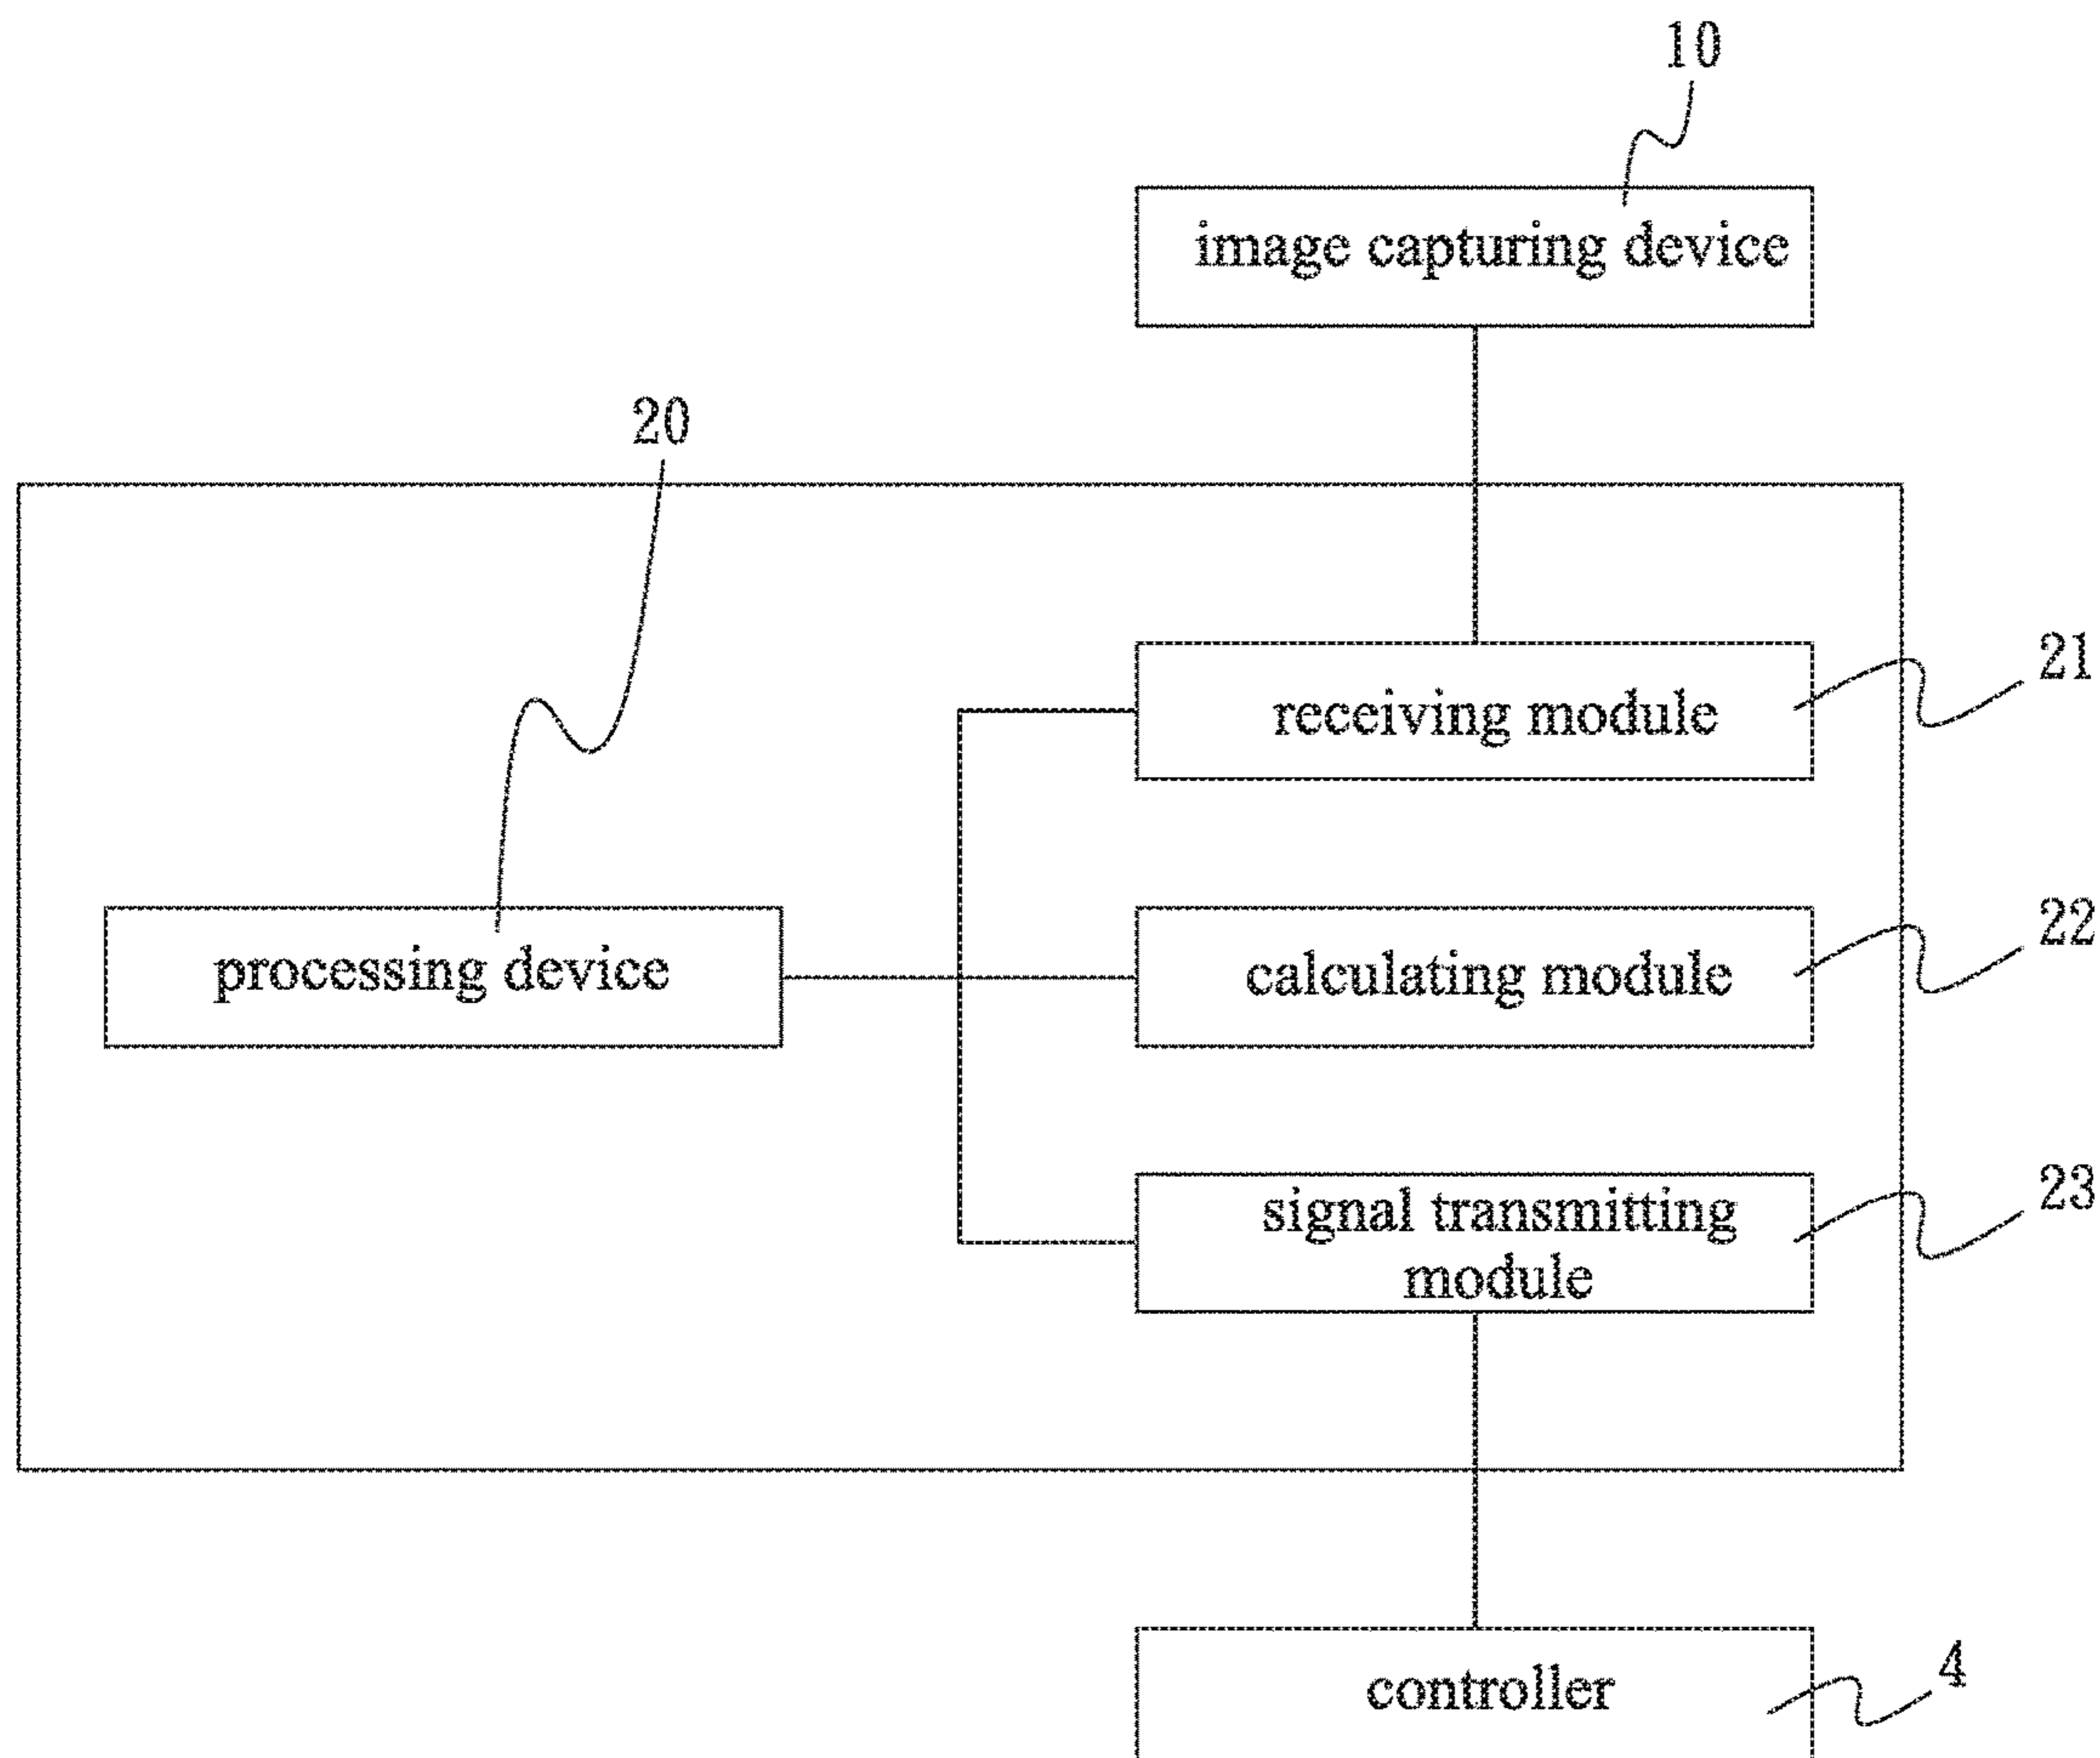 10
image capturing device
20
receiving module
21
processing device
calculating module
22
signal transmitting
module
23
controller
4